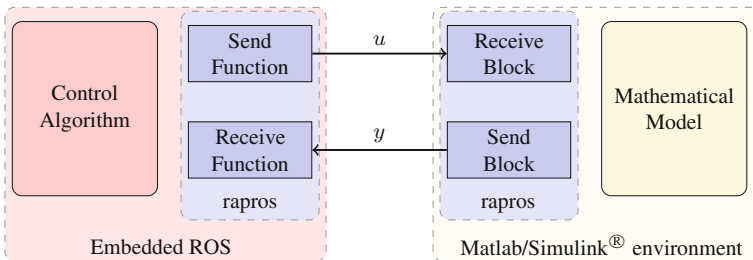 Control
Algorithm
Send
Function
Receive
Function
rapros
Embedded ROS
u
y
Receive
Block
Send
Block
rapros
Mathematical
Model
Matlab/Simulink® environment